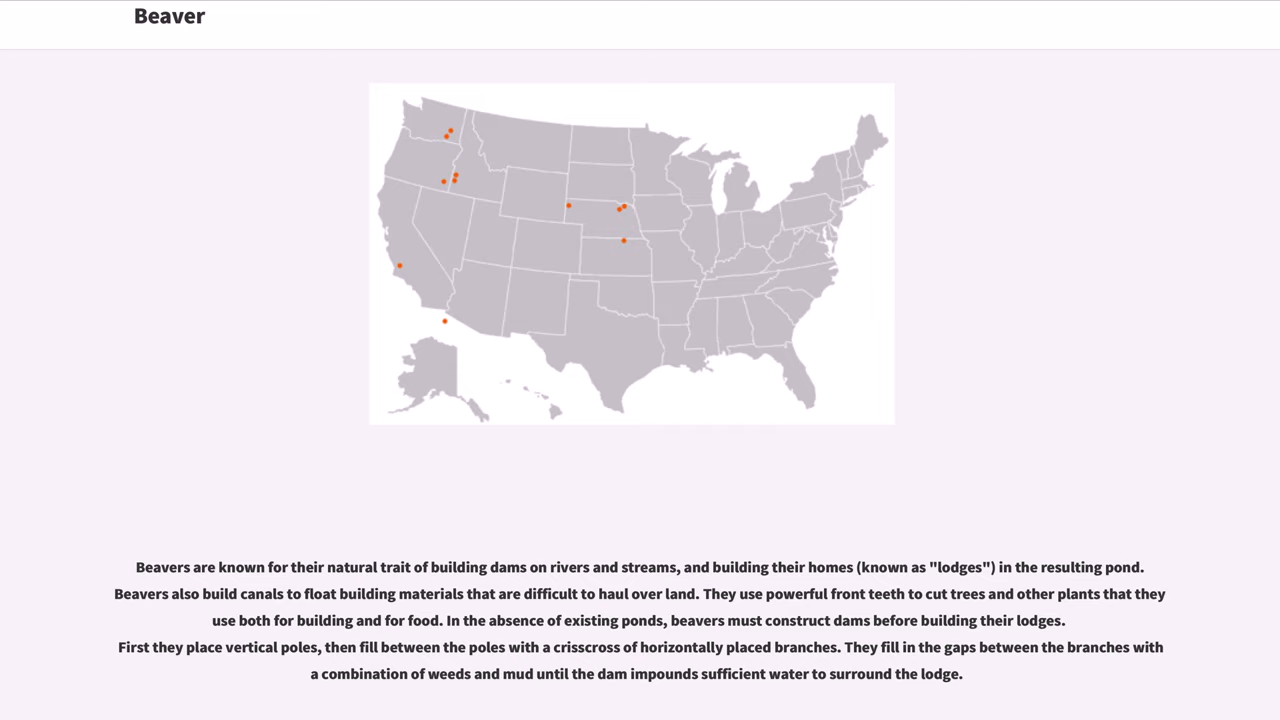 Beaver
Beavers are known for their natural trait of building dams on rivers and streams, and building their homes (known as "lodges") in the resulting pond.
Beavers also build canals to float building materials that are difficult to haul over land. They use powerful front teeth to cut trees and other plants that they
use both for building and for food. In the absence of existing ponds, beavers must construct dams before building their lodges.
First they place vertical poles, then fill between the poles with a crisscross of horizontally placed branches. They fill in the gaps between the branches with
a combination of weeds and mud until the dam impounds sufficient water to surround the lodge.